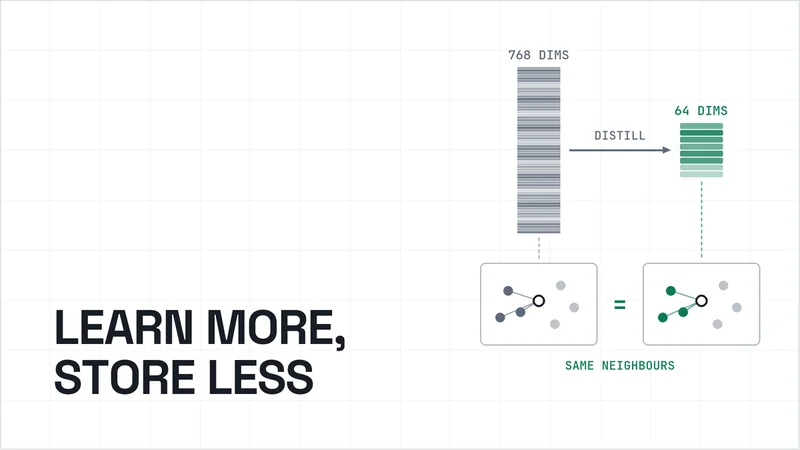 768 DIMS
64 DIMS
DISTILL
=
SAME NEIGHBOURS
LEARN MORE,
STORE LESS